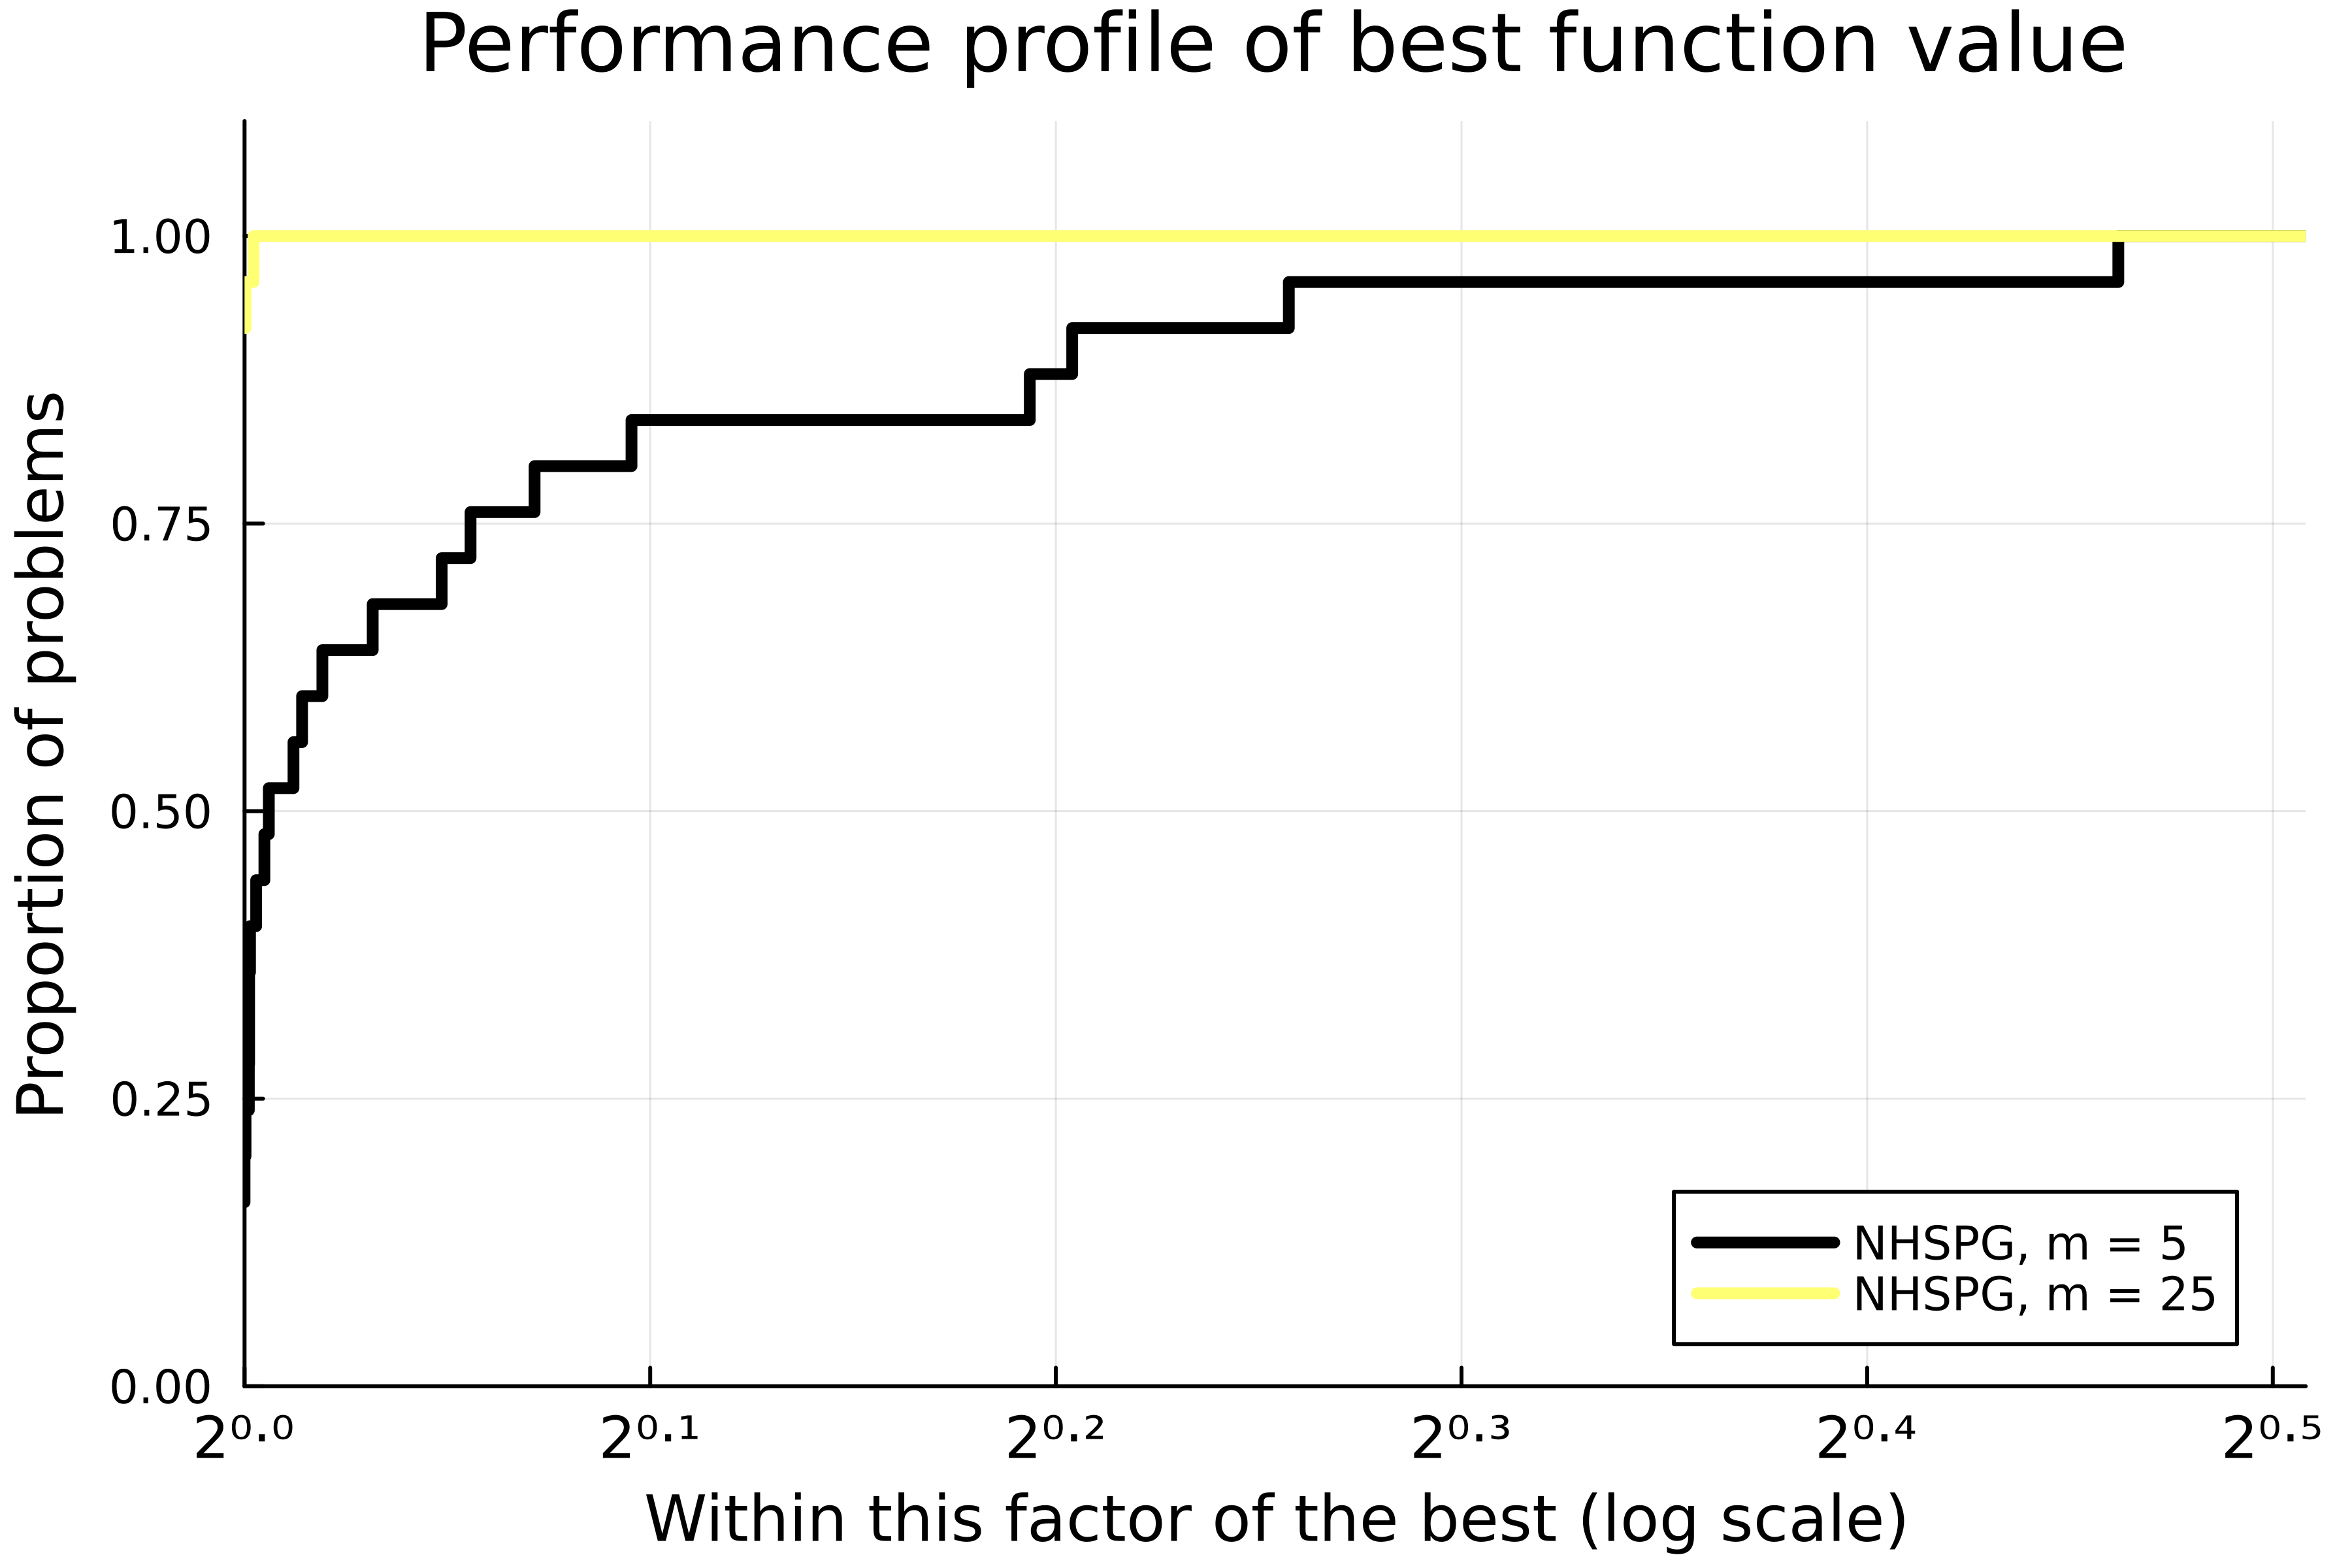 Performance profile of best function value
Proportion of problems
1.00
0.75
0.50
0.25
0.00
2⁰·⁰ 2⁰·¹ 2⁰·² 2⁰·³ 2⁰·⁴ 2⁰·⁵
Within this factor of the best (log scale)
NHSPG, m = 5
NHSPG, m = 25